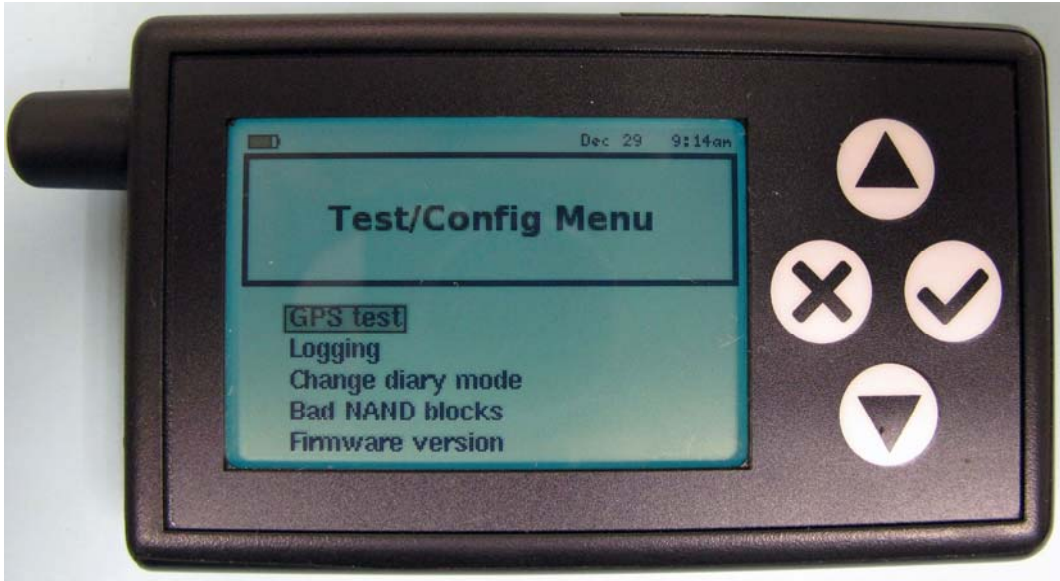 Dec 29 9:14am
Test/Config Menu
GPS test
Logging
Change diary mode
Bad NAND blocks
Firmware version